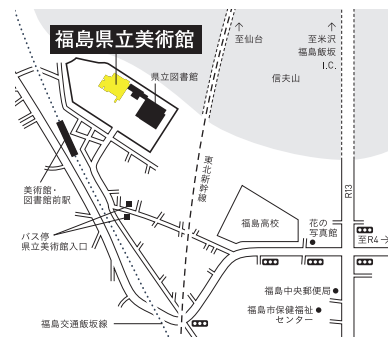 福島県立美術館
県立図書館
至仙台
至米沢
福島飯坂
I.C.
信夫山
東北新幹線
R13
美術館・
図書館前駅
福島高校
花の
写真館
至R4→
バス停
県立美術館入口
福島中央郵便局
福島市保健福祉
センター
福島交通飯坂線